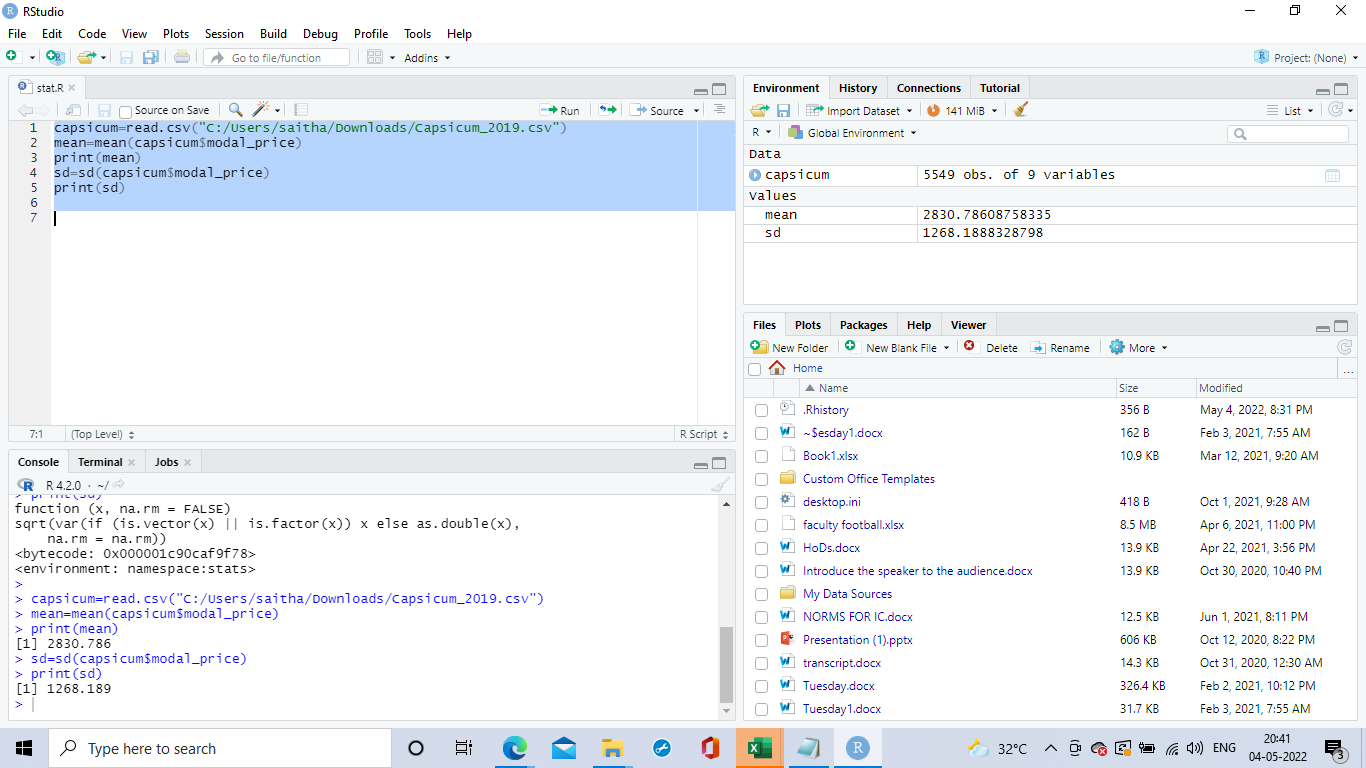 RStudio
File Edit Code View Plots Session Build Debug Profile Tools Help
Go to file/function Addins Project: (None)
stat.R
Source on Save Run Source
1 capsicum=read.csv("C:/Users/saitha/Downloads/Capsicum_2019.csv")
2 mean=mean(capsicum$modal_price)
3 print(mean)
4 sd=sd(capsicum$modal_price)
5 print(sd)
6
7
7:1 (Top Level) R Script
Console Terminal Jobs
R 4.2.0 · ~/
> print(sd)
function (x, na.rm = FALSE)
sqrt(var(if (is.vector(x) || is.factor(x)) x else as.double(x),
na.rm = na.rm))
<bytecode: 0x000001c90caf9f78>
<environment: namespace:stats>
>
> capsicum=read.csv("C:/Users/saitha/Downloads/Capsicum_2019.csv")
> mean=mean(capsicum$modal_price)
> print(mean)
[1] 2830.786
> sd=sd(capsicum$modal_price)
> print(sd)
[1] 1268.189
>
Environment History Connections Tutorial
Import Dataset 141 MiB List
R Global Environment
Data
capsicum 5549 obs. of 9 variables
Values
mean 2830.78608758335
sd 1268.1888328798
Files Plots Packages Help Viewer
New Folder New Blank File Delete Rename More
Home ...
Name Size Modified
.Rhistory 356 B May 4, 2022, 8:31 PM
~$esday1.docx 162 B Feb 3, 2021, 7:55 AM
Book1.xlsx 10.9 KB Mar 12, 2021, 9:20 AM
Custom Office Templates
desktop.ini 418 B Oct 1, 2021, 9:28 AM
faculty football.xlsx 8.5 MB Apr 6, 2021, 11:00 PM
HoDs.docx 13.9 KB Apr 22, 2021, 3:56 PM
Introduce the speaker to the audience.docx 13.9 KB Oct 30, 2020, 10:40 PM
My Data Sources
NORMS FOR IC.docx 12.5 KB Jun 1, 2021, 8:11 PM
Presentation (1).pptx 606 KB Oct 12, 2020, 8:22 PM
transcript.docx 14.3 KB Oct 31, 2020, 12:30 AM
Tuesday.docx 326.4 KB Feb 2, 2021, 10:12 PM
Tuesday1.docx 31.7 KB Feb 3, 2021, 7:55 AM
Type here to search 32°C ENG 20:41
04-05-2022
3